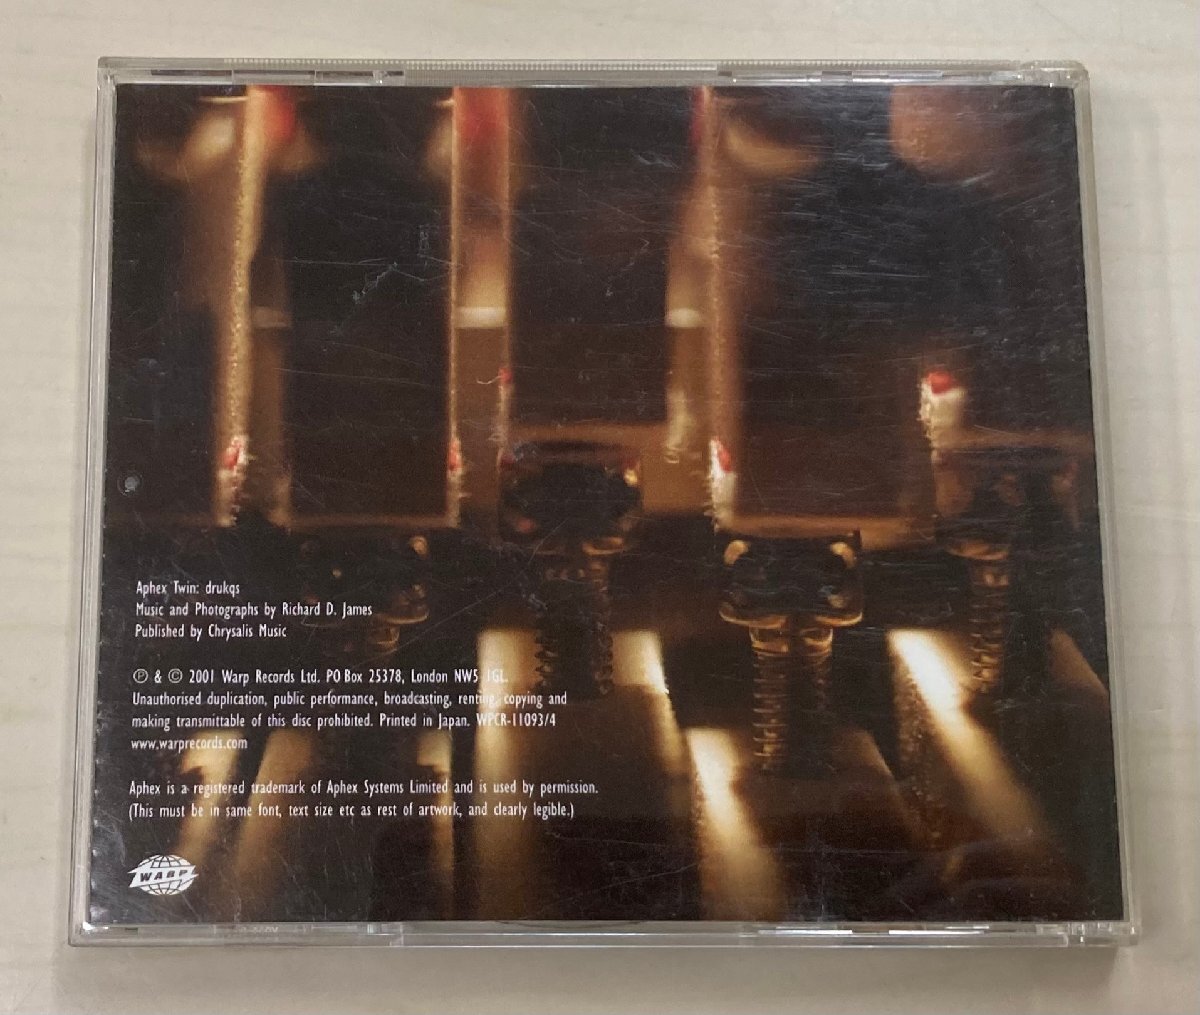 Aphex Twin: drukqs
Music and Photographs by Richard D. James
Published by Chrysalis Music
℗ & © 2001 Warp Records Ltd. PO Box 25378, London NW5 1GL.
Unauthorised duplication, public performance, broadcasting, renting, copying and
making transmittable of this disc prohibited. Printed in Japan. WPCR-11093/4
www.warprecords.com
Aphex is a registered trademark of Aphex Systems Limited and is used by permission.
(This must be in same font, text size etc as rest of artwork, and clearly legible.)
WARP